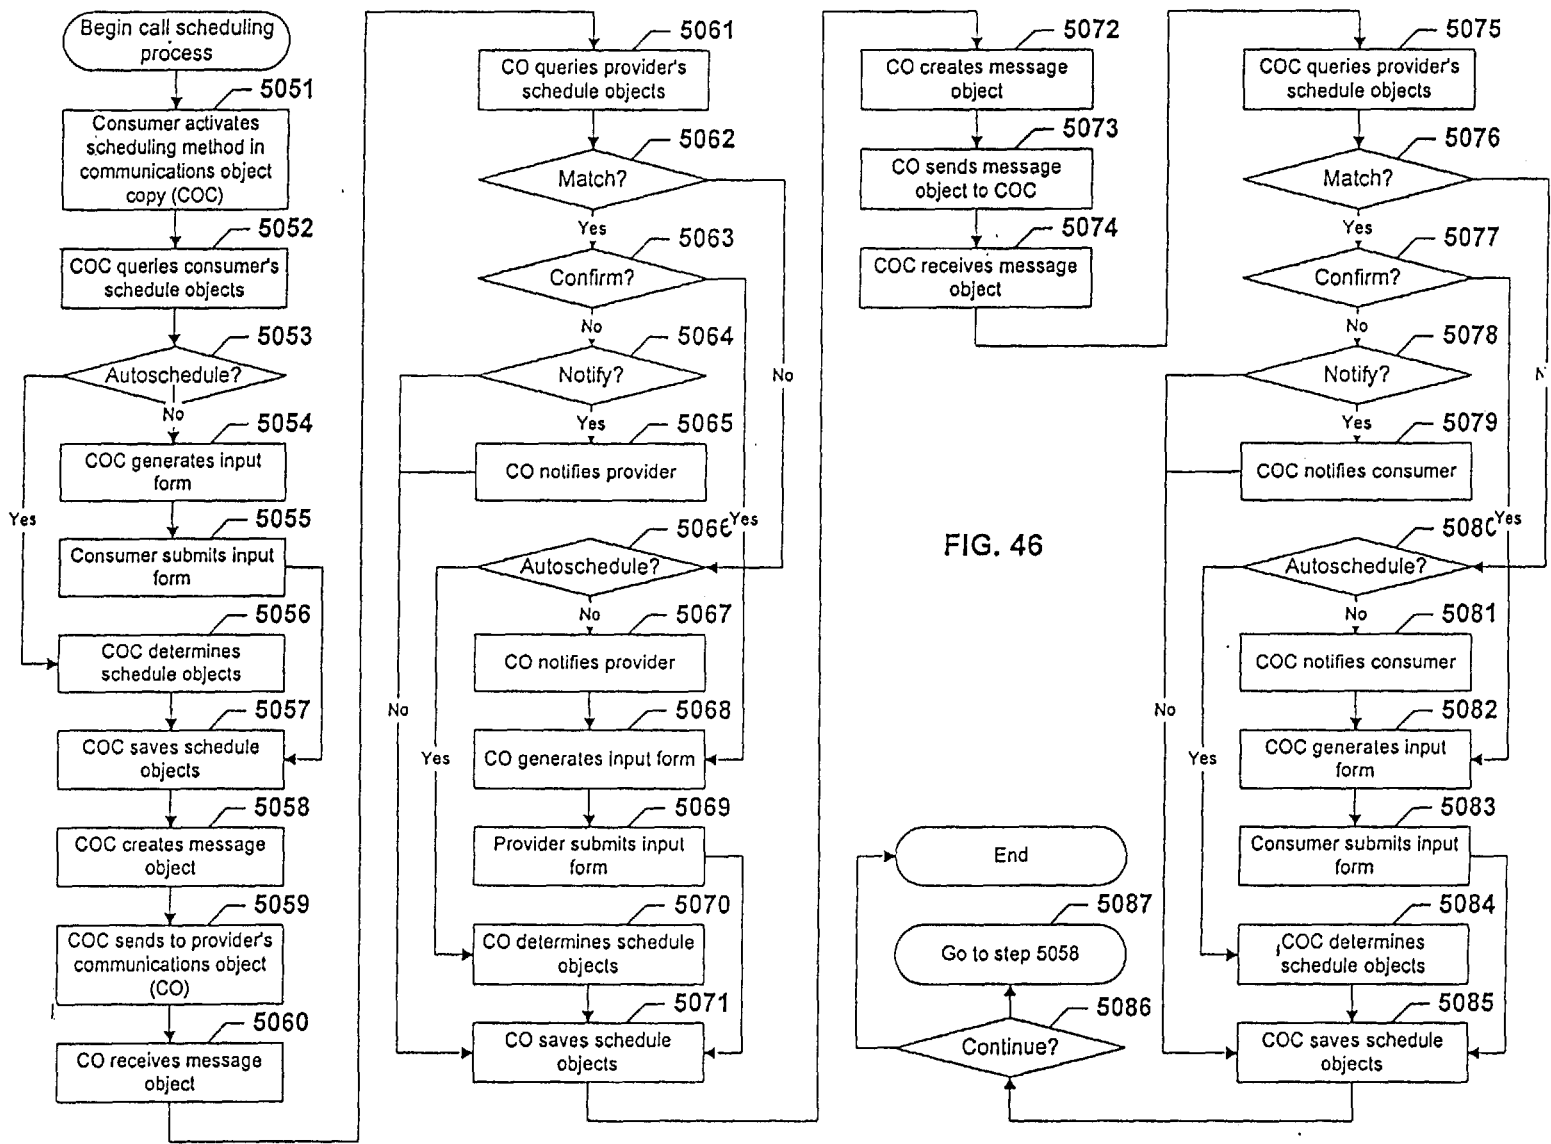 Begin call scheduling
process
5051
Consumer activates
scheduling method in
communications object
copy (COC)
5052
COC queries consumer's
schedule objects
5053
Autoschedule?
No
Yes
5054
COC generates input
form
5055
Consumer submits input
form
5056
COC determines
schedule objects
5057
COC saves schedule
objects
5058
COC creates message
object
5059
COC sends to provider's
communications object
(CO)
5060
CO receives message
object
5061
CO queries provider's
schedule objects
5062
Match?
Yes
No
5063
Confirm?
No
Yes
5064
Notify?
Yes
No
5065
CO notifies provider
5066
Autoschedule?
No
Yes
5067
CO notifies provider
5068
CO generates input form
5069
Provider submits input
form
5070
CO determines schedule
objects
5071
CO saves schedule
objects
5072
CO creates message
object
5073
CO sends message
object to COC
5074
COC receives message
object
FIG. 46
5075
COC queries provider's
schedule objects
5076
Match?
Yes
N
5077
Confirm?
No
Yes
5078
Notify?
Yes
No
5079
COC notifies consumer
5080
Autoschedule?
No
Yes
5081
COC notifies consumer
5082
COC generates input
form
5083
Consumer submits input
form
5084
COC determines
schedule objects
5085
COC saves schedule
objects
5086
Continue?
5087
Go to step 5058
End